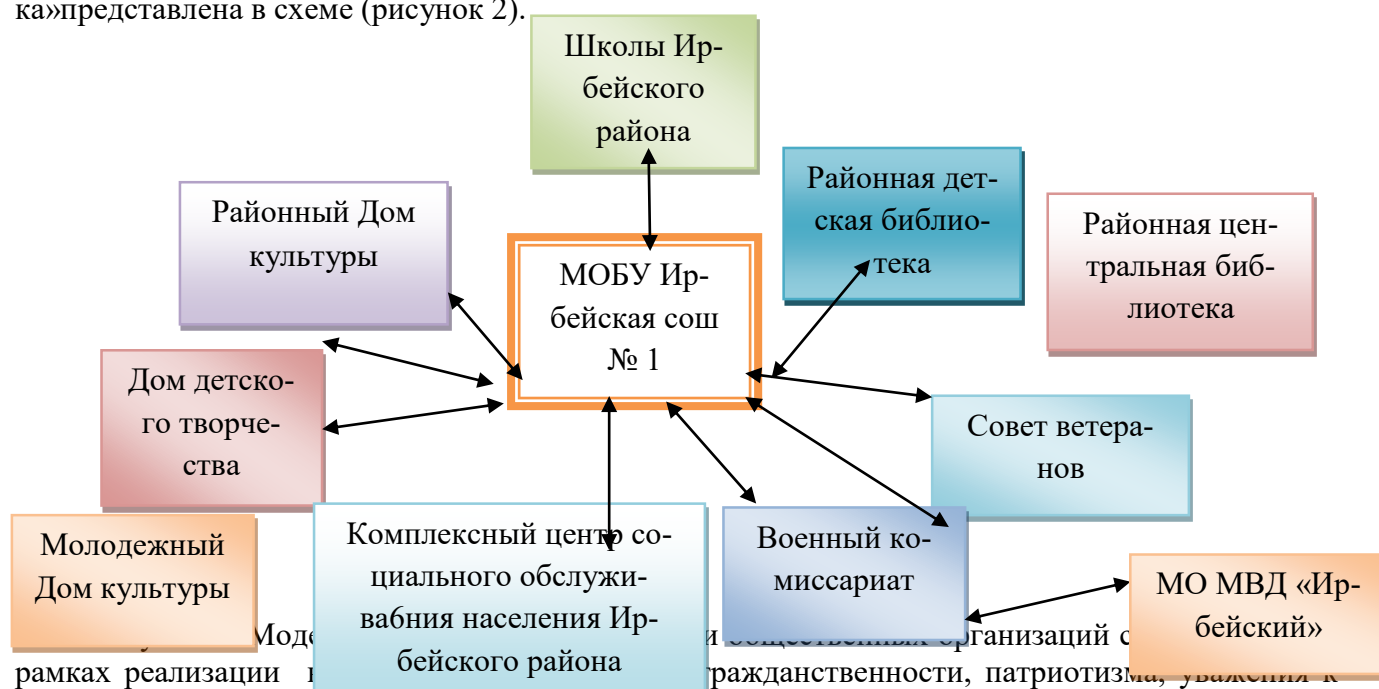 ка»представлена в схеме (рисунок 2).
Школы Ир-
бейского
района
Районная дет-
ская библио-
тека
Районный Дом
культуры
Районная цен-
тральная биб-
лиотека
МОБУ Ир-
бейская сош
№ 1
Дом детско-
го творче-
ства
Совет ветера-
нов
Молодежный
Дом культуры
Комплексный центр со-
циального обслужи-
ва6ния населения Ир-
бейского района
Военный ко-
миссариат
МО МВД «Ир-
бейский»
и общественных организаций
рамках реализации гражданственности, патриотизма, уважения к